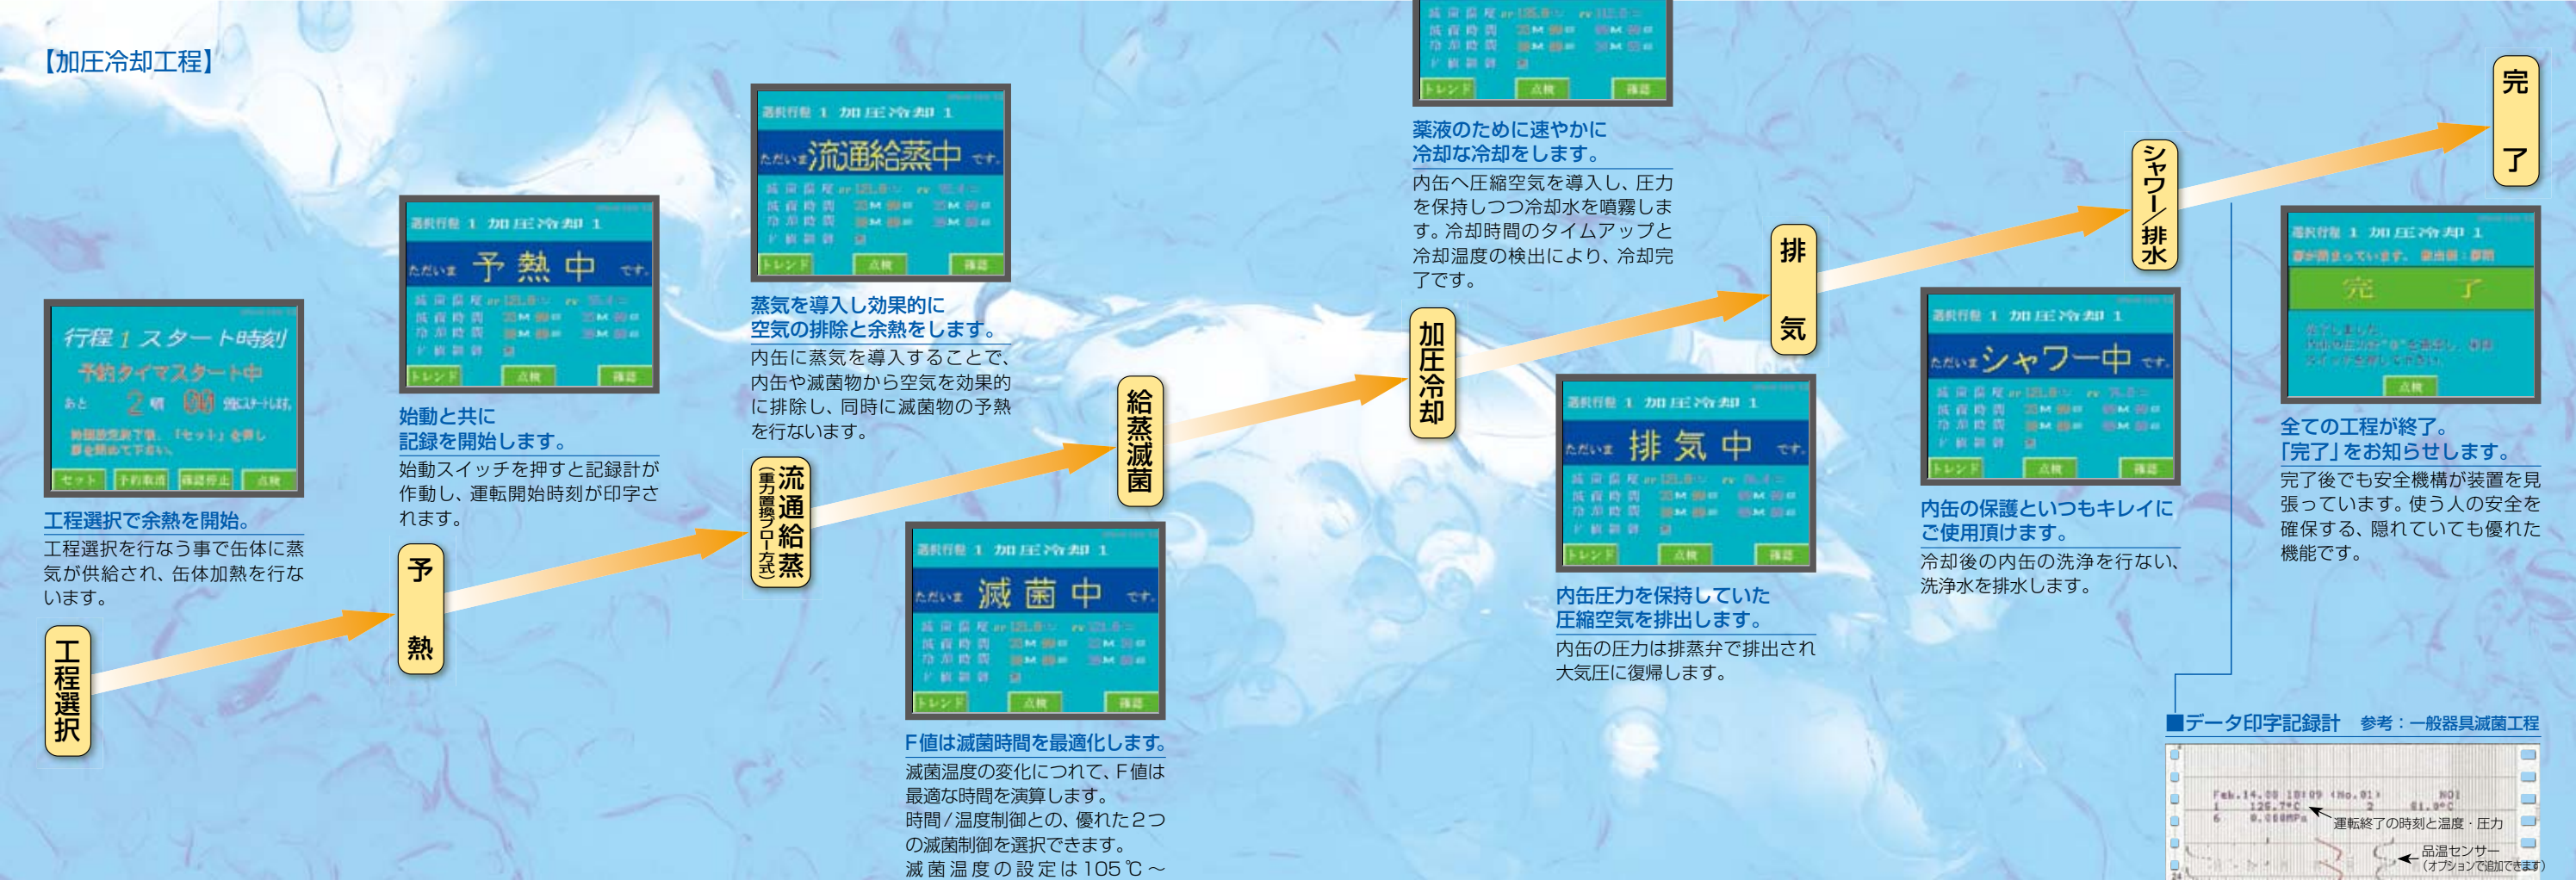 【加圧冷却工程】
行程 1 スタート時刻
予約タイマスタート中
あと 2 時 00 分にスタートします。
セット 予約取消 確認停止 点検
工程選択で余熱を開始。
工程選択を行なう事で缶体に蒸
気が供給され、缶体加熱を行な
います。
工程選択
選択行程 1 加圧冷却 1
ただいま 予熱中 です。
トレンド 点検 確認
始動と共に
記録を開始します。
始動スイッチを押すと記録計が
作動し、運転開始時刻が印字さ
れます。
予熱
選択行程 1 加圧冷却 1
ただいま 流通給蒸中 です。
トレンド 点検 確認
蒸気を導入し効果的に
空気の排除と余熱をします。
内缶に蒸気を導入することで、
内缶や滅菌物から空気を効果的
に排除し、同時に滅菌物の予熱
を行ないます。
流通給蒸
(重力置換ブロー方式)
給蒸滅菌
選択行程 1 加圧冷却 1
ただいま 滅菌中 です。
トレンド 点検 確認
F値は滅菌時間を最適化します。
滅菌温度の変化につれて、F値は
最適な時間を演算します。
時間/温度制御との、優れた2つ
の滅菌制御を選択できます。
滅菌温度の設定は105℃～
滅菌時間
冷却時間
トレンド 点検 確認
薬液のために速やかに
冷却な冷却をします。
内缶へ圧縮空気を導入し、圧力
を保持しつつ冷却水を噴霧しま
す。冷却時間のタイムアップと
冷却温度の検出により、冷却完
了です。
加圧冷却
排気
選択行程 1 加圧冷却 1
ただいま 排気中 です。
トレンド 点検 確認
内缶圧力を保持していた
圧縮空気を排出します。
内缶の圧力は排蒸弁で排出され
大気圧に復帰します。
シャワー/排水
選択行程 1 加圧冷却 1
ただいま シャワー中 です。
トレンド 点検 確認
内缶の保護といつもキレイに
ご使用頂けます。
冷却後の内缶の洗浄を行ない、
洗浄水を排水します。
完了
選択行程 1 加圧冷却 1
完了
点検
全ての工程が終了。
「完了」をお知らせします。
完了後でも安全機構が装置を見
張っています。使う人の安全を
確保する、隠れていても優れた
機能です。
■データ印字記録計 参考：一般器具滅菌工程
運転終了の時刻と温度・圧力
品温センサー
(オプションで追加できます)